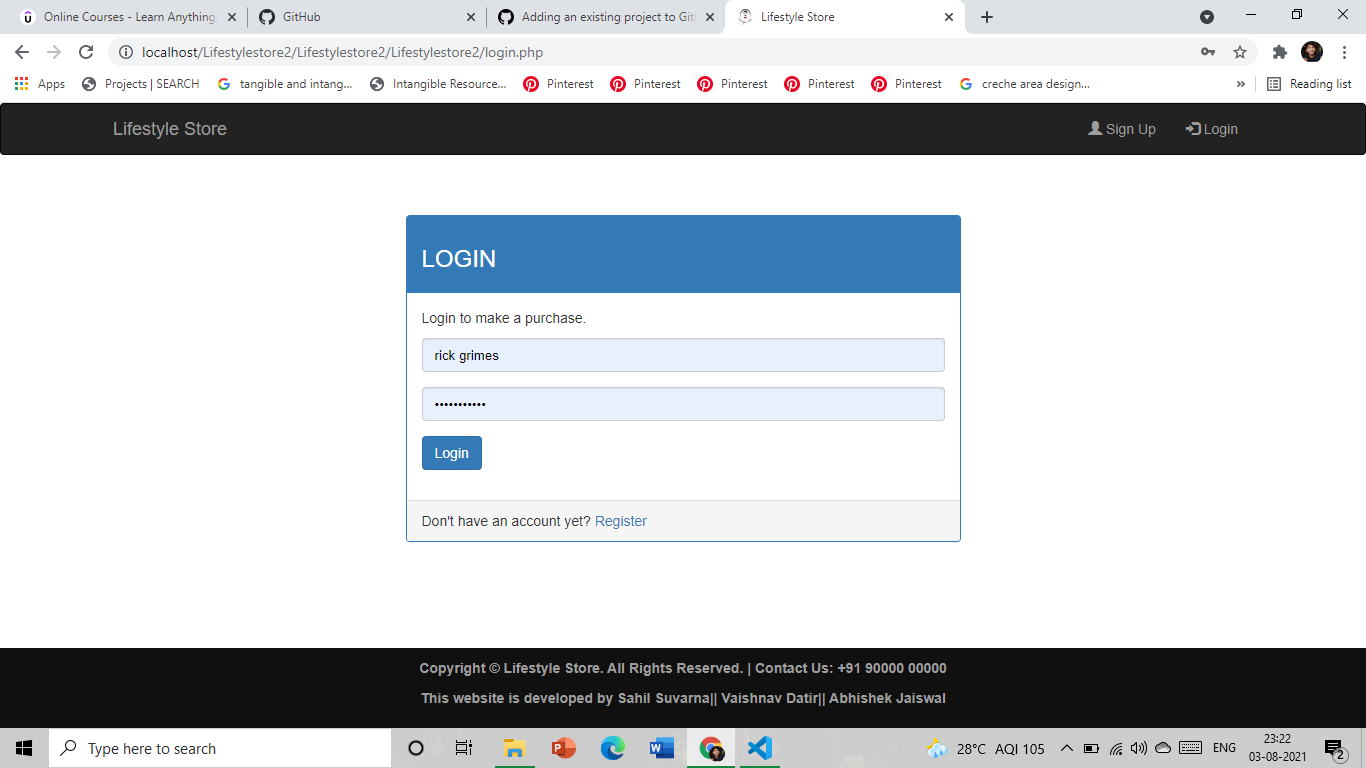 Online Courses - Learn Anything, GitHub Adding an existing project to Git Lifestyle Store
localhost/Lifestylestore2/Lifestylestore2/Lifestylestore2/login.php
Apps Projects | SEARCH tangible and intang... Intangible Resource... Pinterest Pinterest Pinterest Pinterest Pinterest creche area design... » Reading list
Lifestyle Store Sign Up Login
LOGIN
Login to make a purchase.
rick grimes
•••••••••••
Login
Don't have an account yet? Register
Copyright © Lifestyle Store. All Rights Reserved. | Contact Us: +91 90000 00000
This website is developed by Sahil Suvarna|| Vaishnav Datir|| Abhishek Jaiswal
Type here to search 28°C AQI 105 ENG 23:22
03-08-2021 2